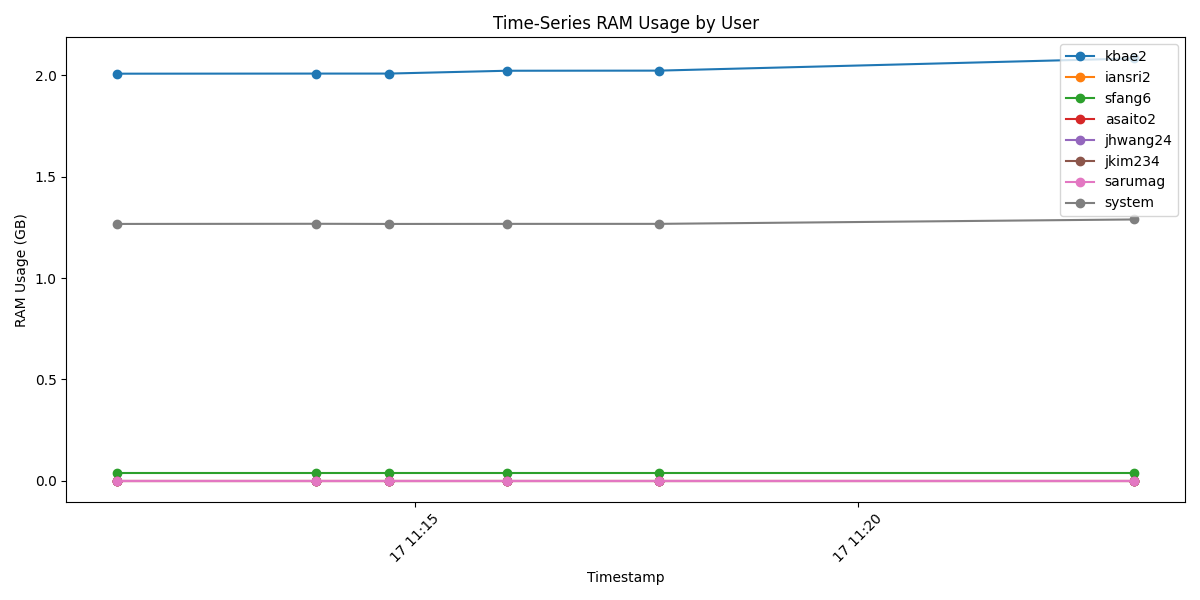 Time-Series RAM Usage by User
kbae2
iansri2
sfang6
asaito2
jhwang24
jkim234
sarumag
system
RAM Usage (GB)
2.0
1.5
1.0
0.5
0.0
17 11:15
17 11:20
Timestamp